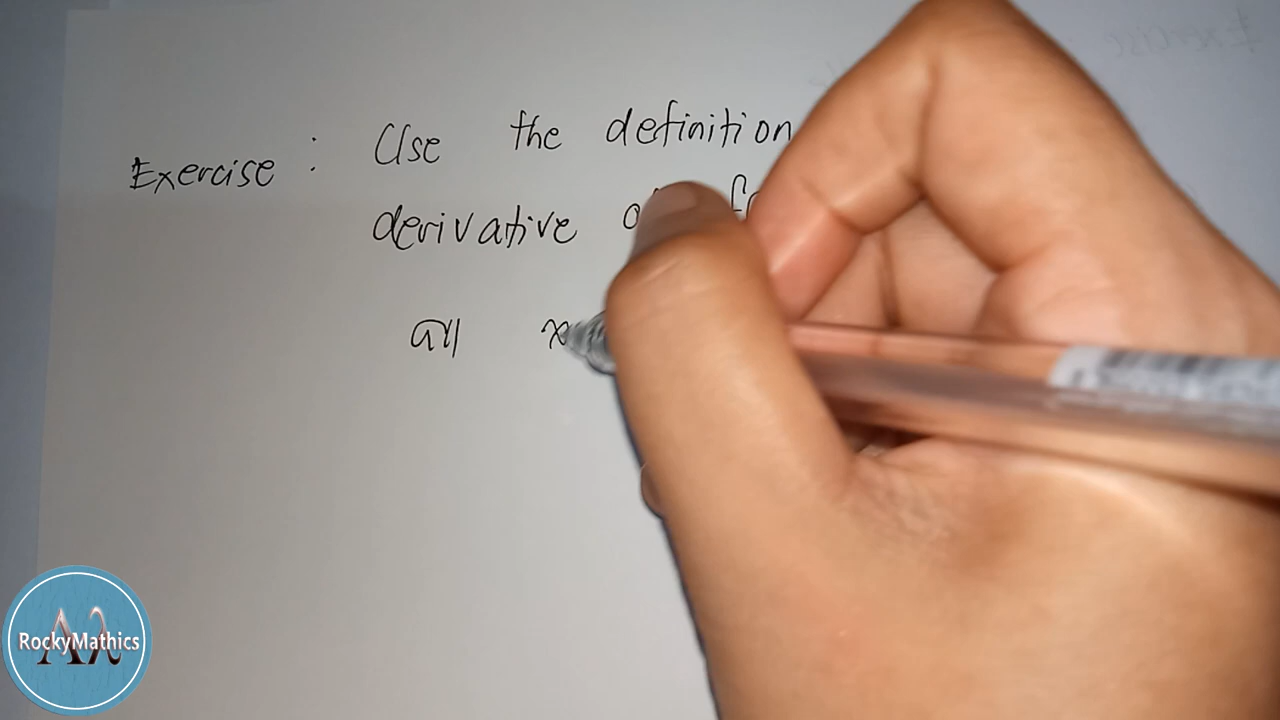 Exercise : Use the definition
derivative
all x
RockyMathics